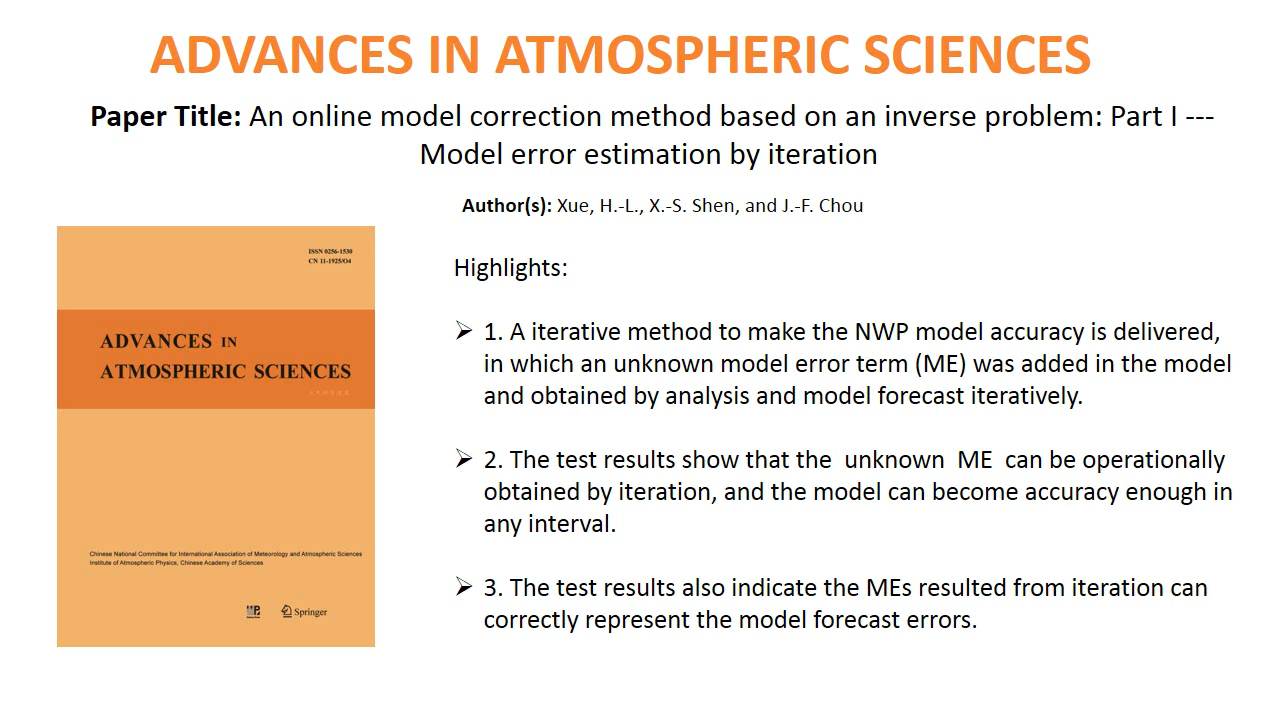 ADVANCES IN ATMOSPHERIC SCIENCES
Paper Title: An online model correction method based on an inverse problem: Part I ---
Model error estimation by iteration
Author(s): Xue, H.-L., X.-S. Shen, and J.-F. Chou
ISSN 0256-1530
CN 11-1925/O4
ADVANCES IN
ATMOSPHERIC SCIENCES
Chinese National Committee for International Association of Meteorology and Atmospheric Sciences
Institute of Atmospheric Physics, Chinese Academy of Sciences
Springer
Highlights:
➢ 1. A iterative method to make the NWP model accuracy is delivered,
in which an unknown model error term (ME) was added in the model
and obtained by analysis and model forecast iteratively.
➢ 2. The test results show that the  unknown  ME  can be operationally
obtained by iteration, and the model can become accuracy enough in
any interval.
➢ 3. The test results also indicate the MEs resulted from iteration can
correctly represent the model forecast errors.